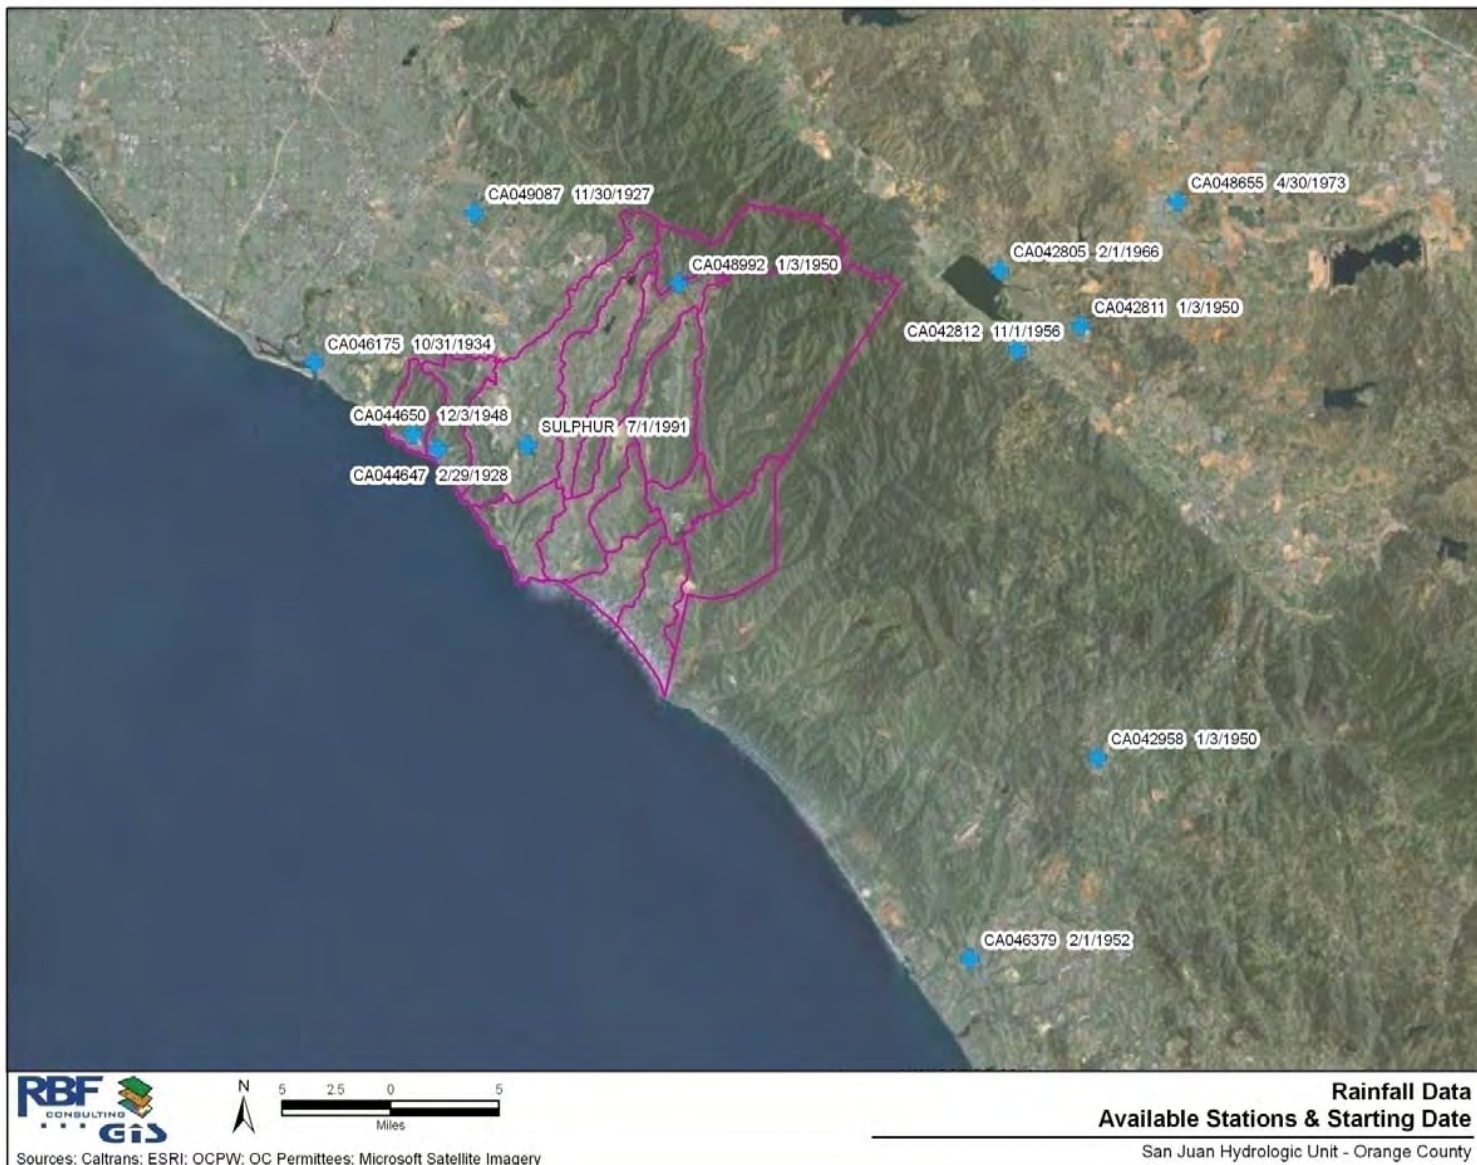 CA049087 11/30/1927
CA048655 4/30/1973
CA048992 1/3/1950
CA042805 2/1/1966
CA042811 1/3/1950
CA042812 11/1/1956
CA046175 10/31/1934
CA044650 12/3/1948
SULPHUR 7/1/1991
CA044647 2/29/1928
CA042958 1/3/1950
CA046379 2/1/1952
RBF
CONSULTING
GIS
N
5 2.5 0 5
Miles
Rainfall Data
Available Stations & Starting Date
San Juan Hydrologic Unit - Orange County
Sources: Caltrans; ESRI; OCPW; OC Permittees; Microsoft Satellite Imagery